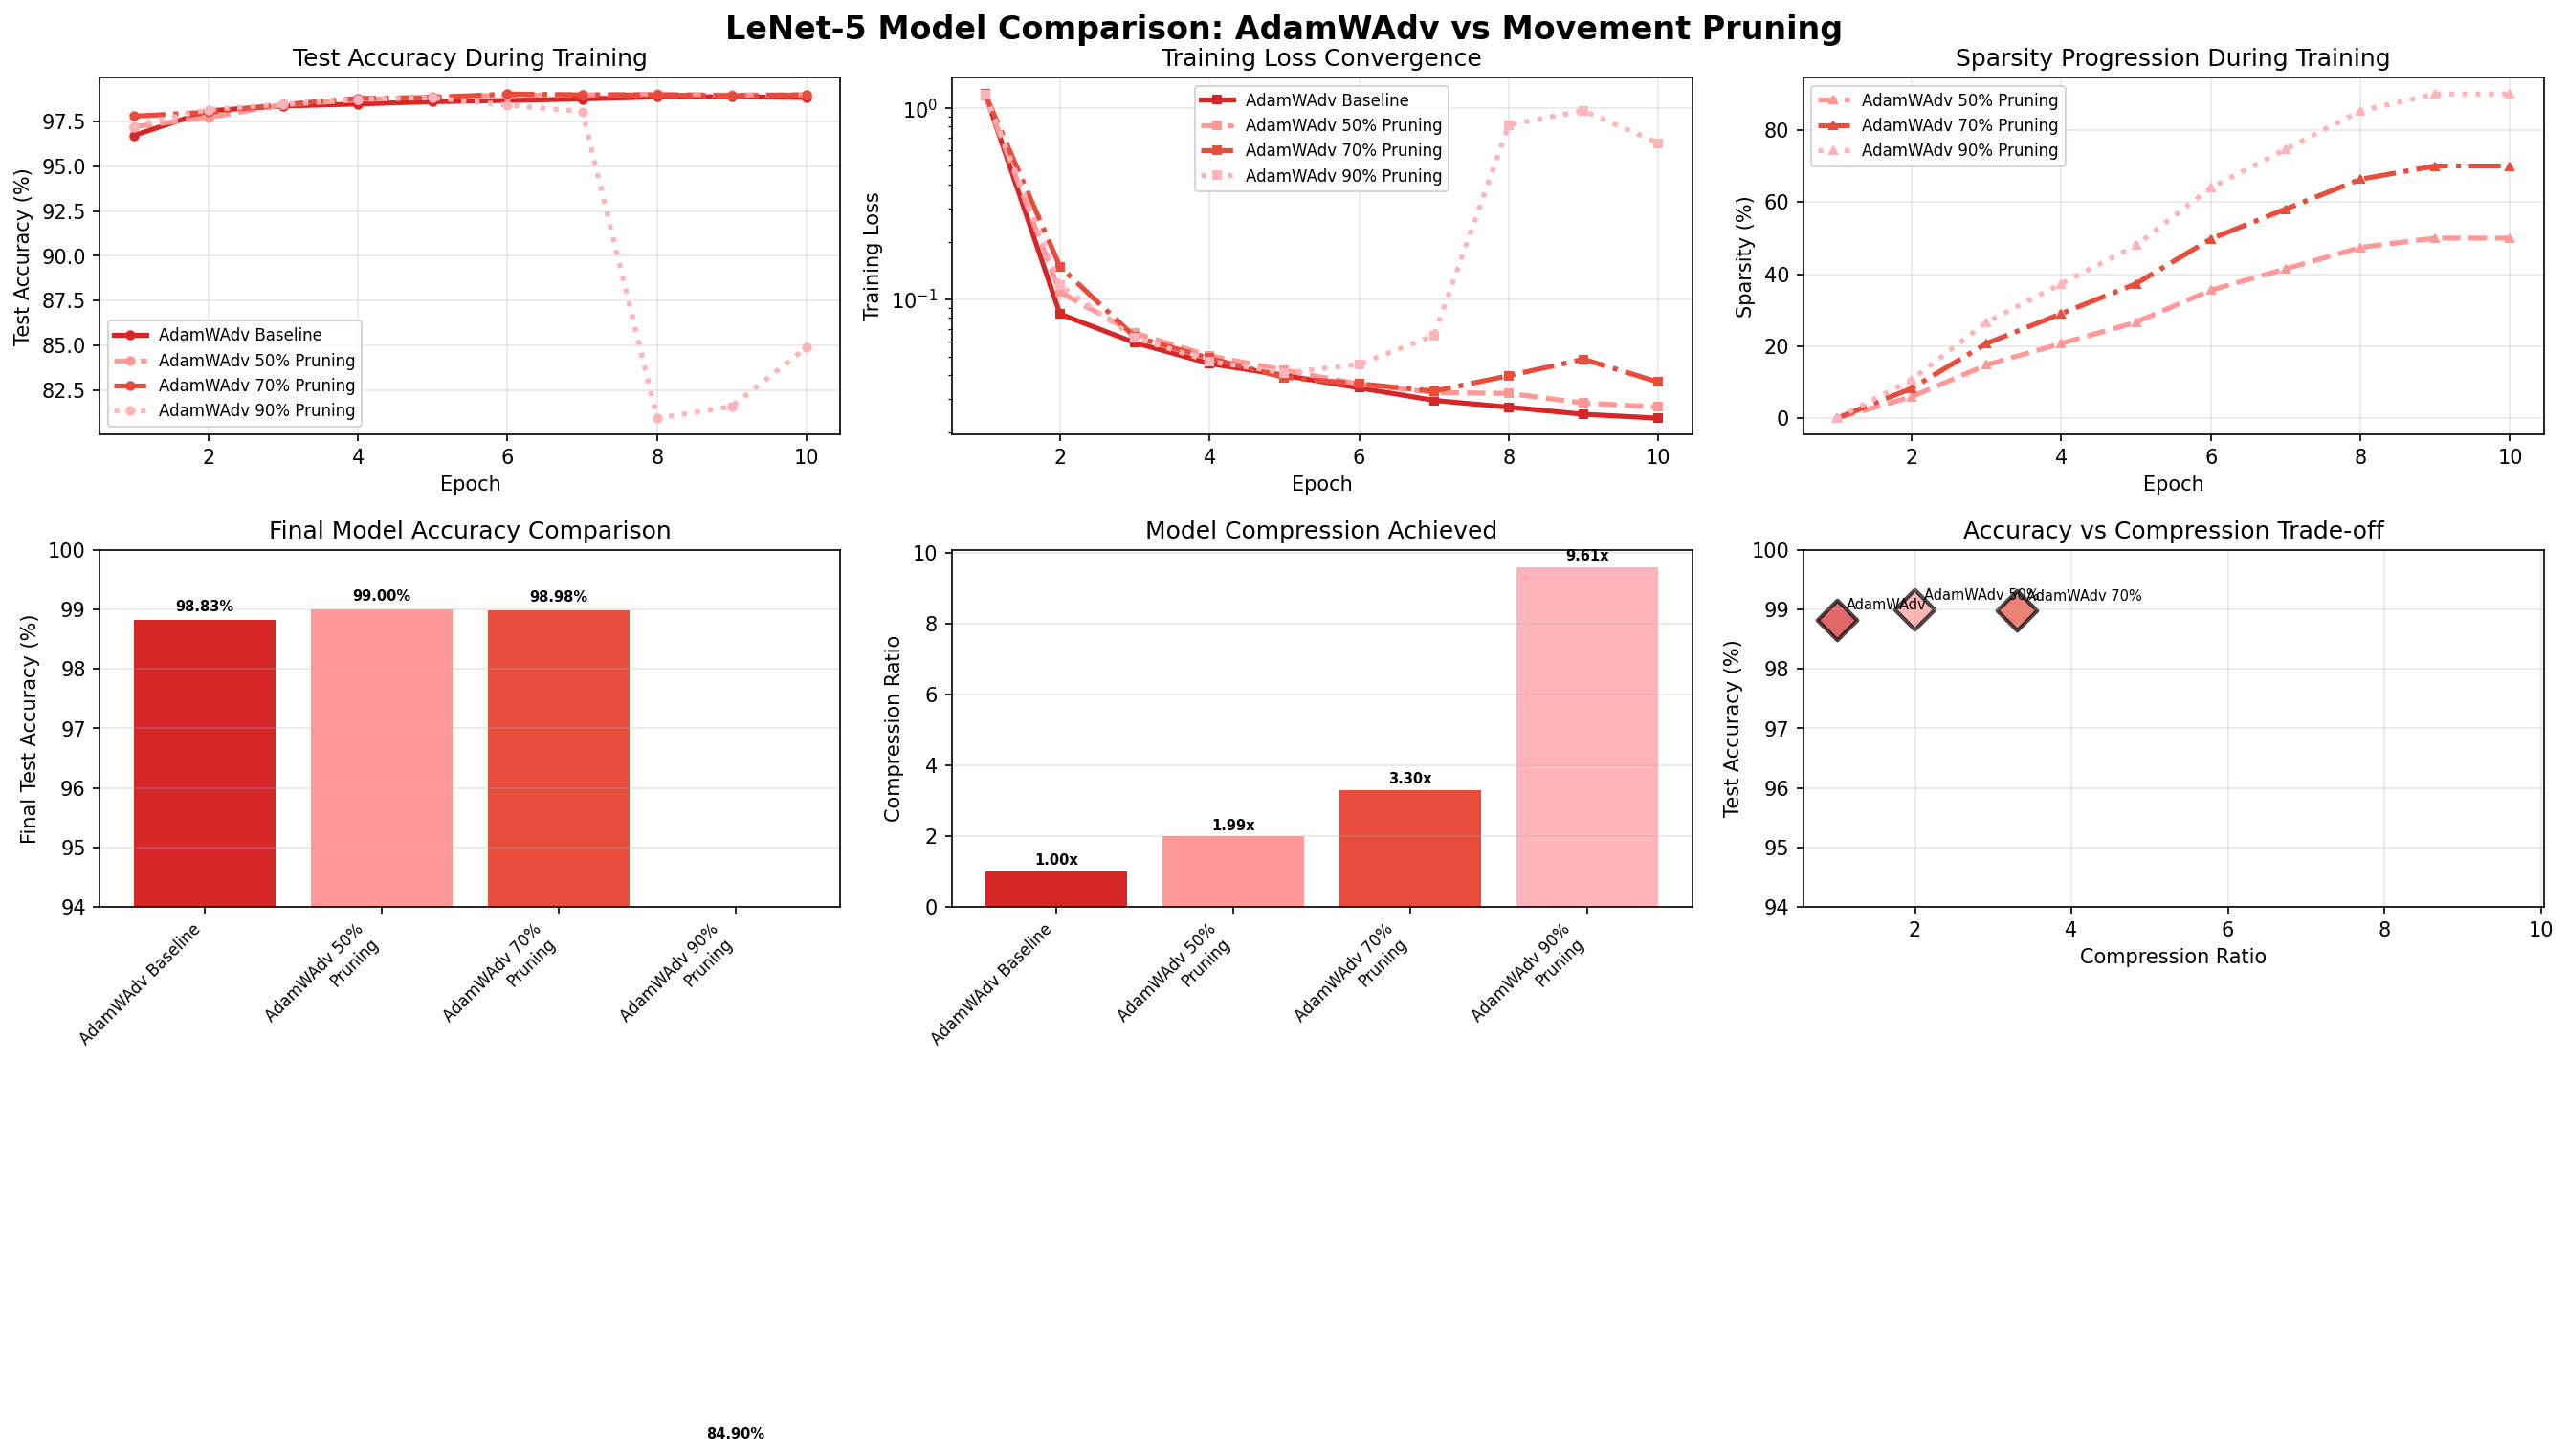 LeNet-5 Model Comparison: AdamWAdv vs Movement Pruning
Test Accuracy During Training
Test Accuracy (%)
97.5
95.0
92.5
90.0
87.5
85.0
82.5
AdamWAdv Baseline
AdamWAdv 50% Pruning
AdamWAdv 70% Pruning
AdamWAdv 90% Pruning
2
4
6
8
10
Epoch
Training Loss Convergence
Training Loss
10⁰
10⁻¹
AdamWAdv Baseline
AdamWAdv 50% Pruning
AdamWAdv 70% Pruning
AdamWAdv 90% Pruning
2
4
6
8
10
Epoch
Sparsity Progression During Training
Sparsity (%)
80
60
40
20
0
AdamWAdv 50% Pruning
AdamWAdv 70% Pruning
AdamWAdv 90% Pruning
2
4
6
8
10
Epoch
Final Model Accuracy Comparison
Final Test Accuracy (%)
100
99
98
97
96
95
94
98.83%
99.00%
98.98%
84.90%
AdamWAdv Baseline
AdamWAdv 50%
Pruning
AdamWAdv 70%
Pruning
AdamWAdv 90%
Pruning
Model Compression Achieved
Compression Ratio
10
8
6
4
2
0
1.00x
1.99x
3.30x
9.61x
AdamWAdv Baseline
AdamWAdv 50%
Pruning
AdamWAdv 70%
Pruning
AdamWAdv 90%
Pruning
Accuracy vs Compression Trade-off
Test Accuracy (%)
100
99
98
97
96
95
94
AdamWAdv
AdamWAdv 50%
AdamWAdv 70%
2
4
6
8
10
Compression Ratio